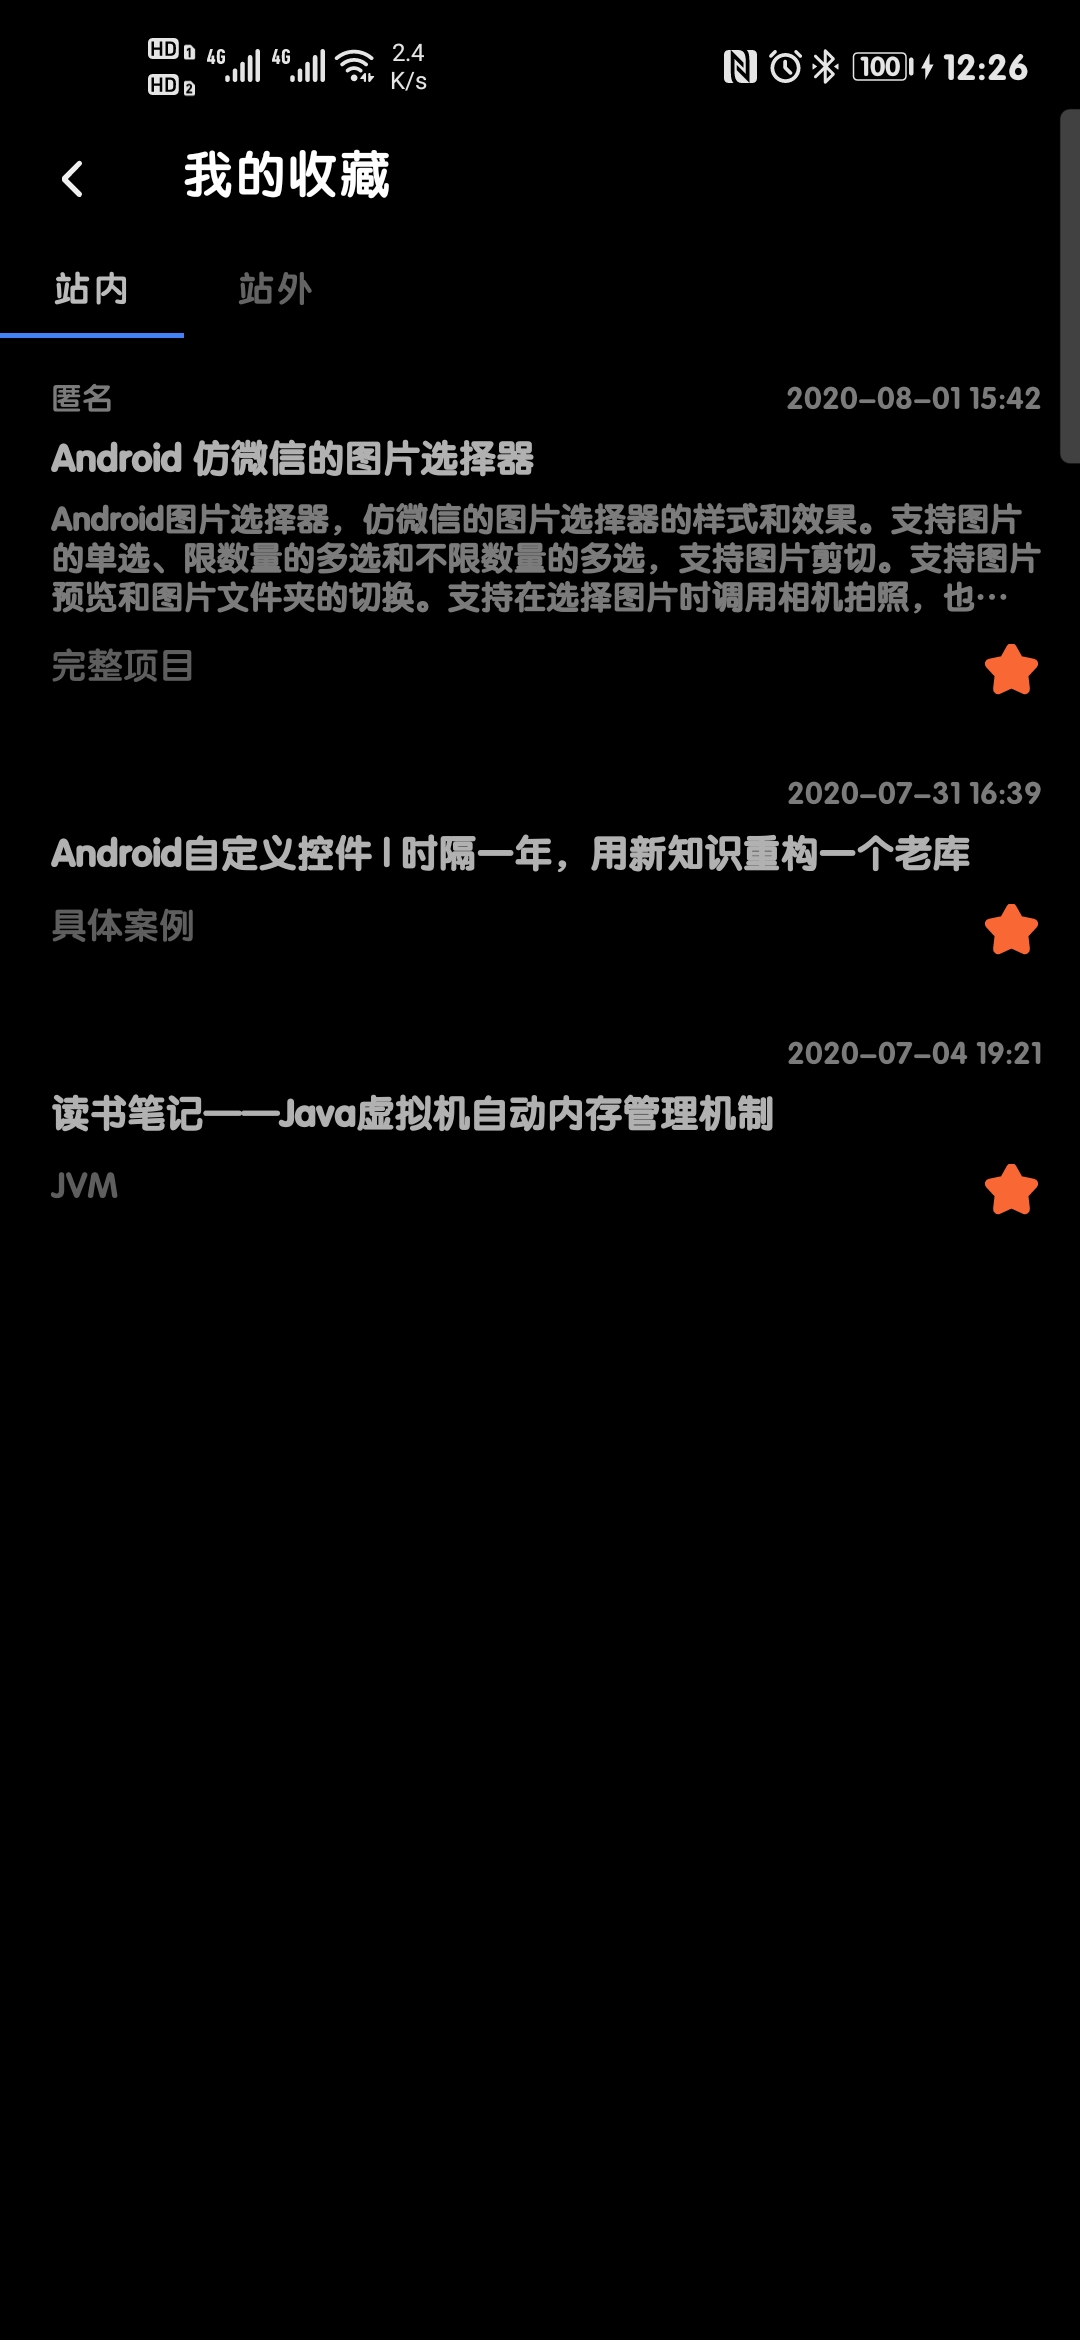 HD 1 4G 4G 2.4
HD 2 K/s
100 12:26
我的收藏
站内 站外
匿名 2020-08-01 15:42
Android 仿微信的图片选择器
Android图片选择器，仿微信的图片选择器的样式和效果。支持图片
的单选、限数量的多选和不限数量的多选，支持图片剪切。支持图片
预览和图片文件夹的切换。支持在选择图片时调用相机拍照，也…
完整项目
2020-07-31 16:39
Android自定义控件 | 时隔一年，用新知识重构一个老库
具体案例
2020-07-04 19:21
读书笔记——Java虚拟机自动内存管理机制
JVM